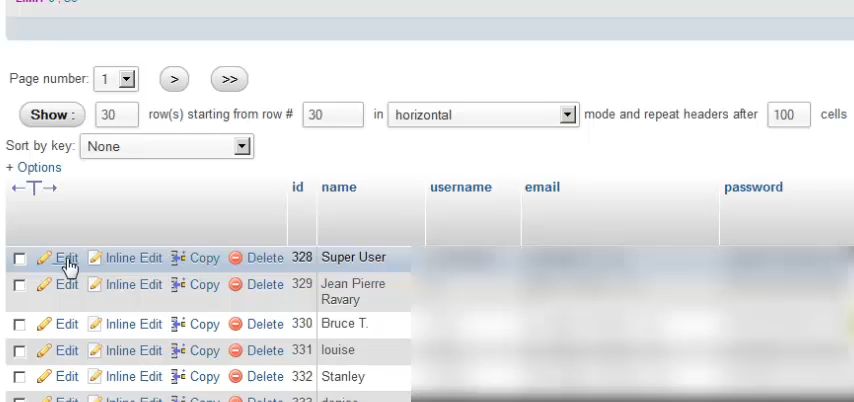 Page number: 1 > >>
Show : 30 row(s) starting from row # 30 in horizontal mode and repeat headers after 100 cells
Sort by key: None
+ Options
←T→ id name username email password
Edit Inline Edit Copy Delete 328 Super User
Edit Inline Edit Copy Delete 329 Jean Pierre
Ravary
Edit Inline Edit Copy Delete 330 Bruce T.
Edit Inline Edit Copy Delete 331 louise
Edit Inline Edit Copy Delete 332 Stanley